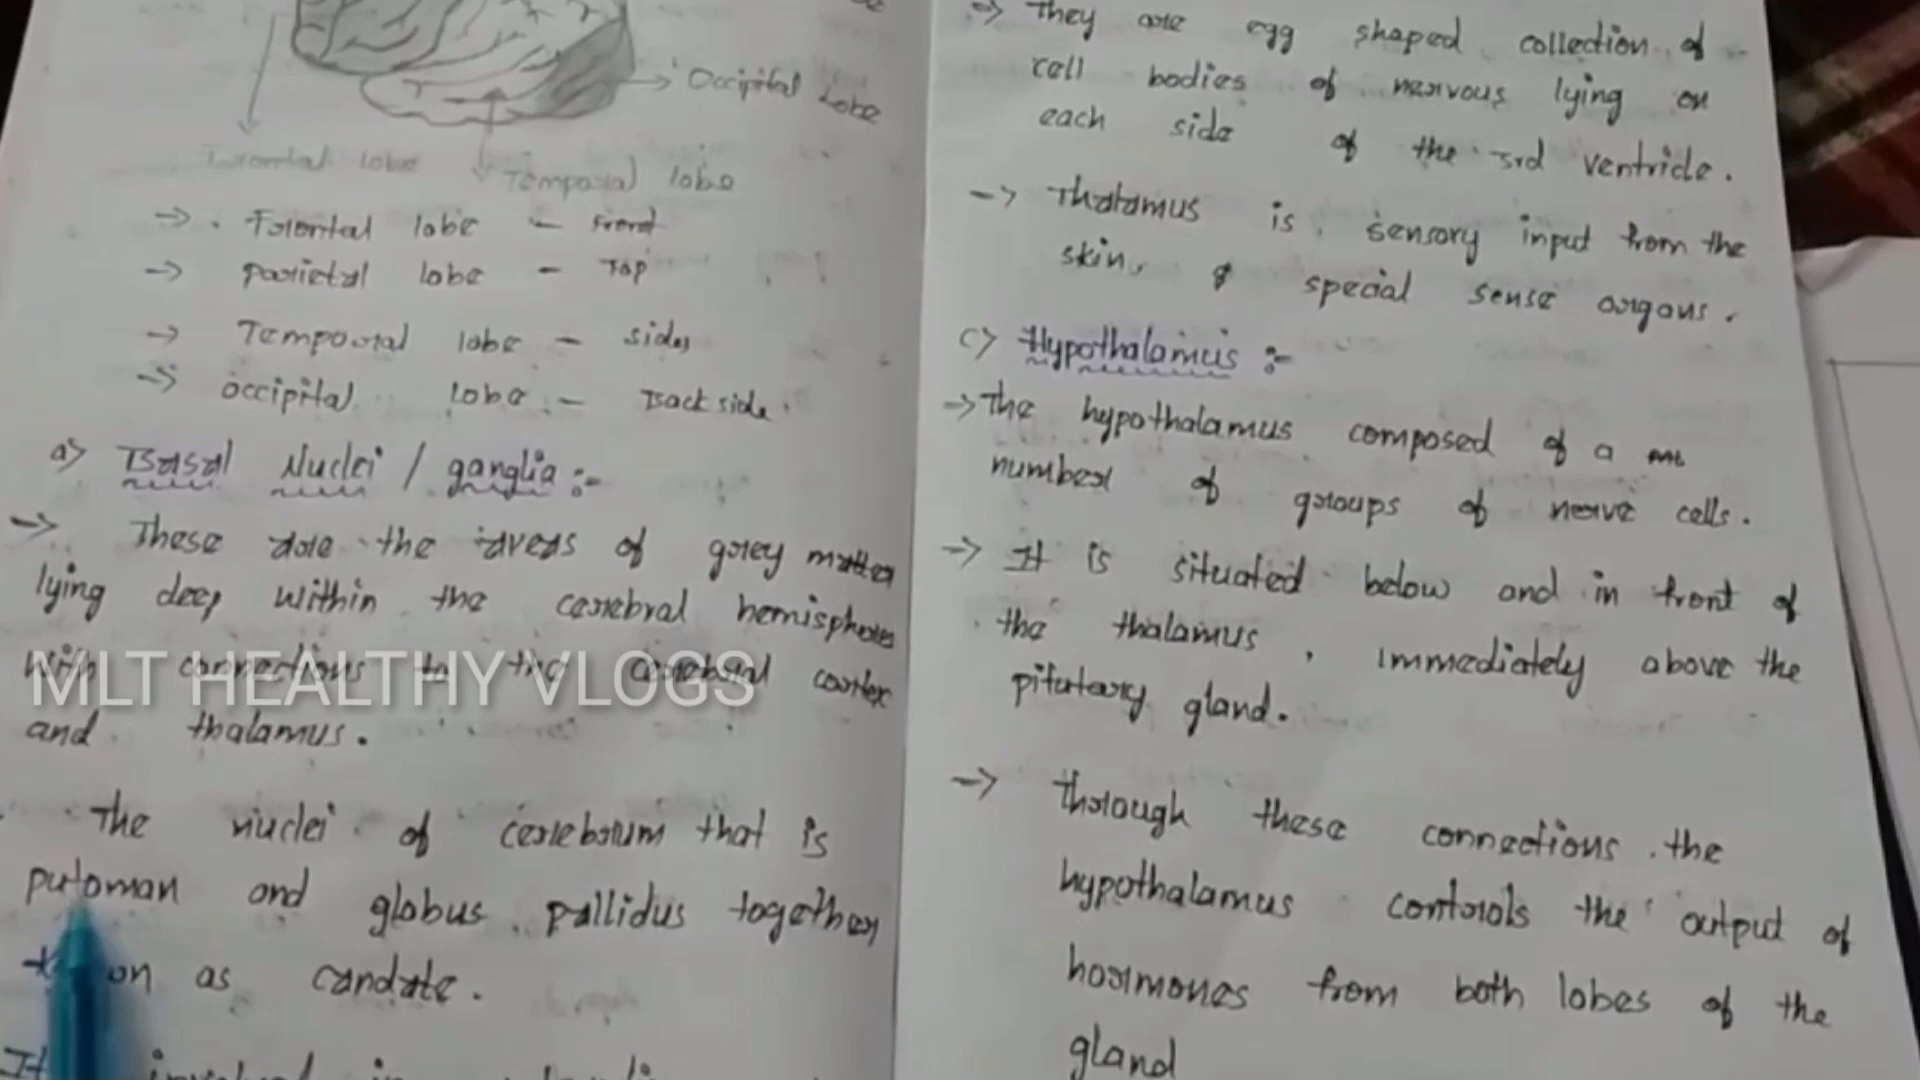 Occipital Lobe
Frontal lobe
Temporal lobe
-> . Frontal lobe - Front
-> parietal lobe - Top
-> Temporal lobe - sides
-> occipital lobe - Back side.
a> Basal Nuclei / ganglia :-
-> These are the areas of grey matter
lying deep within the cerebral hemispheres
with connections to the cerebral cortex
and thalamus.
The nuclei of cerebrum that is
putoman and globus pallidus together
on as candate.
It involved in
-> They are egg shaped collection of
cell bodies of nervous lying on
each side of the 3rd ventricle.
-> Thalamus is sensory input from the
skin, & special sense organs.
c> Hypothalamus :-
-> The hypothalamus composed of a
number of groups of nerve cells.
-> It is situated below and in front of
the thalamus, immediately above the
pitutary gland.
-> through these connections the
hypothalamus controls the output of
hormones from both lobes of the
gland
MLT HEALTHY VLOGS